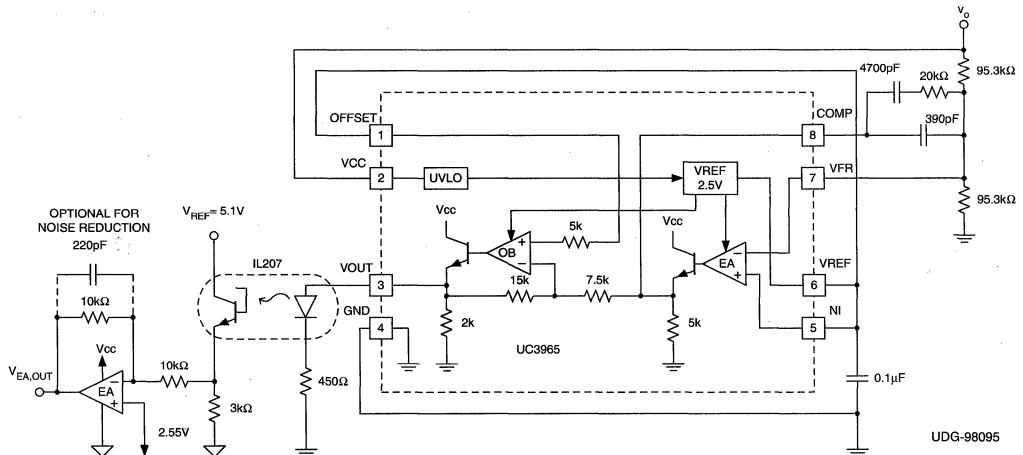 Vo
95.3kΩ
4700pF
20kΩ
390pF
COMP
8
OFFSET
1
VCC
2
UVLO
VREF
2.5V
7
VFR
95.3kΩ
OPTIONAL FOR
NOISE REDUCTION
220pF
VREF= 5.1V
Vcc
5k
Vcc
OB
+
−
EA
−
+
IL207
10kΩ
VOUT
3
15k
7.5k
VREF
6
GND
4
2k
UC3965
5k
NI
5
Vcc
10kΩ
VEA,OUT
EA
−
+
450Ω
3kΩ
2.55V
0.1µF
UDG-98095